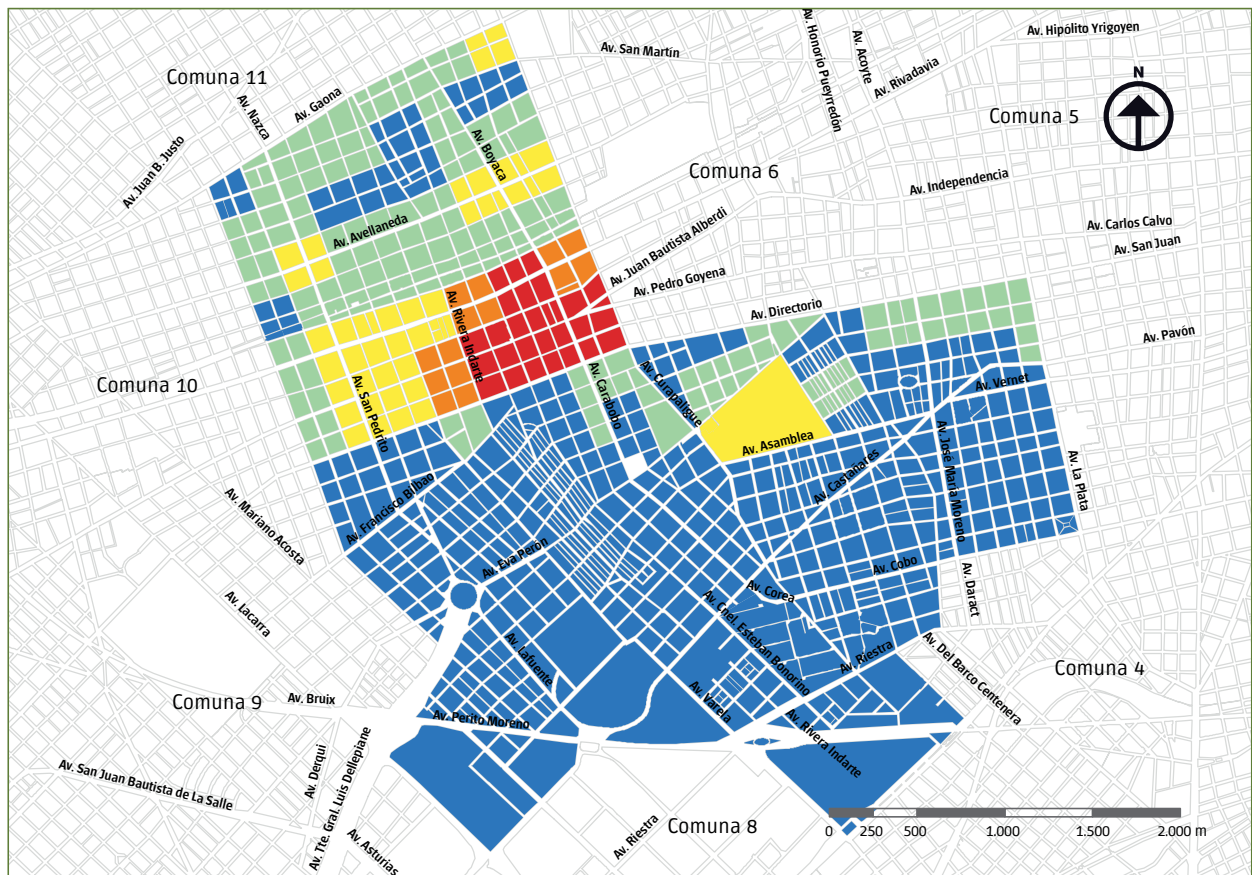 Av. Hipólito Yrigoyen
Av. San Martín
Av. Honorio Pueyrredón
Av. Acoyte
Av. Rivadavia
N
Comuna 11
Av. Nazca
Av. Gaona
Comuna 5
Av. Juan B. Justo
Av. Boyaca
Comuna 6
Av. Independencia
Av. Avellaneda
Av. Juan Bautista Alberdi
Av. Carlos Calvo
Av. San Juan
Av. Pedro Goyena
Av. Directorio
Av. Rivera Indarte
Av. Pavón
Comuna 10
Av. San Pedrito
Av. Carabobo
Av. Curapaligue
Av. Vernet
Av. Asamblea
Av. Castañares
Av. José María Moreno
Av. La Plata
Av. Francisco Bilbao
Av. Mariano Acosta
Av. Eva Perón
Av. Cobo
Av. Corea
Av. Daract
Av. Lacarra
Av. Cnel. Esteban Bonorino
Av. Lafuente
Av. Riestra
Av. Del Barco Centenera
Comuna 4
Comuna 9
Av. Bruix
Av. Varela
Av. Perito Moreno
Av. Rivera Indarte
Av. Derqui
Av. Tte. Gral. Luis Dellepiane
Av. San Juan Bautista de La Salle
Av. Asturias
Av. Riestra
Comuna 8
0 250 500 1.000 1.500 2.000 m